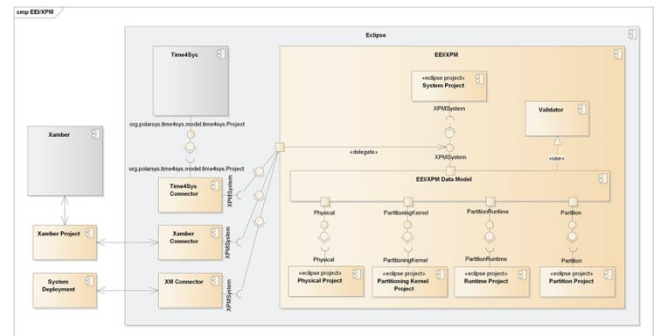 cmp EEI/XPM
Eclipse
Time4Sys
EEI/XPM
«eclipse project»
System Project
XPMSystem
Validator
org.polarsys.time4sys.model.time4sys.Project
Xamber
«delegate»
XPMSystem
«use»
org.polarsys.time4sys.model.time4sys.Project
EEI/XPM Data Model
Time4Sys
Connector
XPMSystem
Physical
PartitioningKernel
PartitionRuntime
Partition
Xamber Project
Xamber
Connector
XPMSystem
Physical
PartitioningKernel
PartitionRuntime
Partition
System
Deployment
XM Connector
XPMSystem
«eclipse project»
Physical Project
«eclipse project»
Partitioning Kernel
Project
«eclipse project»
Runtime Project
«eclipse project»
Partition Project